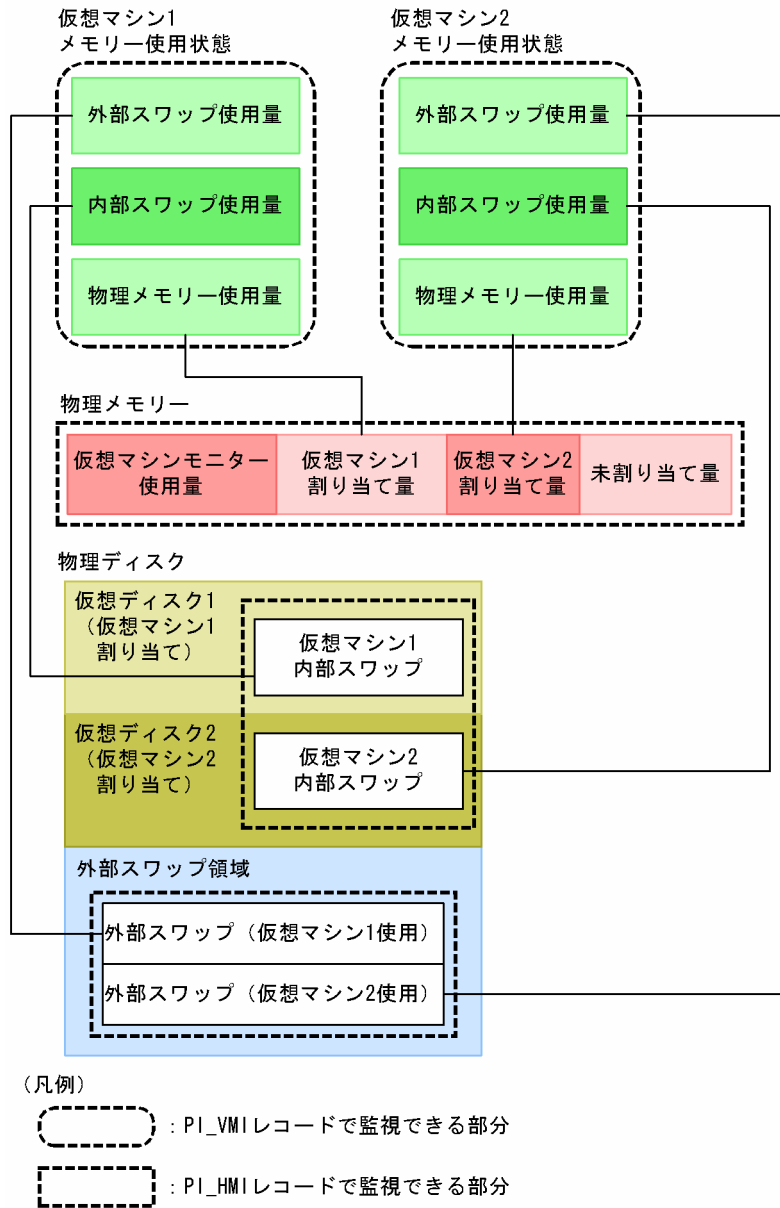 仮想マシン1
メモリー使用状態
仮想マシン2
メモリー使用状態
外部スワップ使用量
内部スワップ使用量
物理メモリー使用量
外部スワップ使用量
内部スワップ使用量
物理メモリー使用量
物理メモリー
仮想マシンモニター
使用量
仮想マシン1
割り当て量
仮想マシン2
割り当て量
未割り当て量
物理ディスク
仮想ディスク1
（仮想マシン1
割り当て）
仮想マシン1
内部スワップ
仮想ディスク2
（仮想マシン2
割り当て）
仮想マシン2
内部スワップ
外部スワップ領域
外部スワップ（仮想マシン1使用）
外部スワップ（仮想マシン2使用）
（凡例）
：PI_VMIレコードで監視できる部分
：PI_HMIレコードで監視できる部分